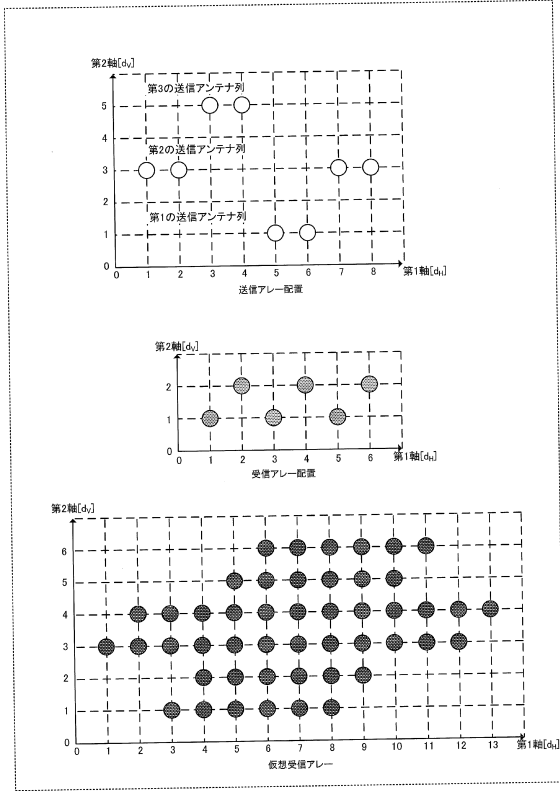 第2軸[dV]
第3の送信アンテナ列
5
4
第2の送信アンテナ列
3
2
第1の送信アンテナ列
1
0
0 1 2 3 4 5 6 7 8 第1軸[dH]
送信アレー配置
第2軸[dV]
2
1
0
0 1 2 3 4 5 6 第1軸[dH]
受信アレー配置
第2軸[dV]
6
5
4
3
2
1
0
0 1 2 3 4 5 6 7 8 9 10 11 12 13 第1軸[dH]
仮想受信アレー